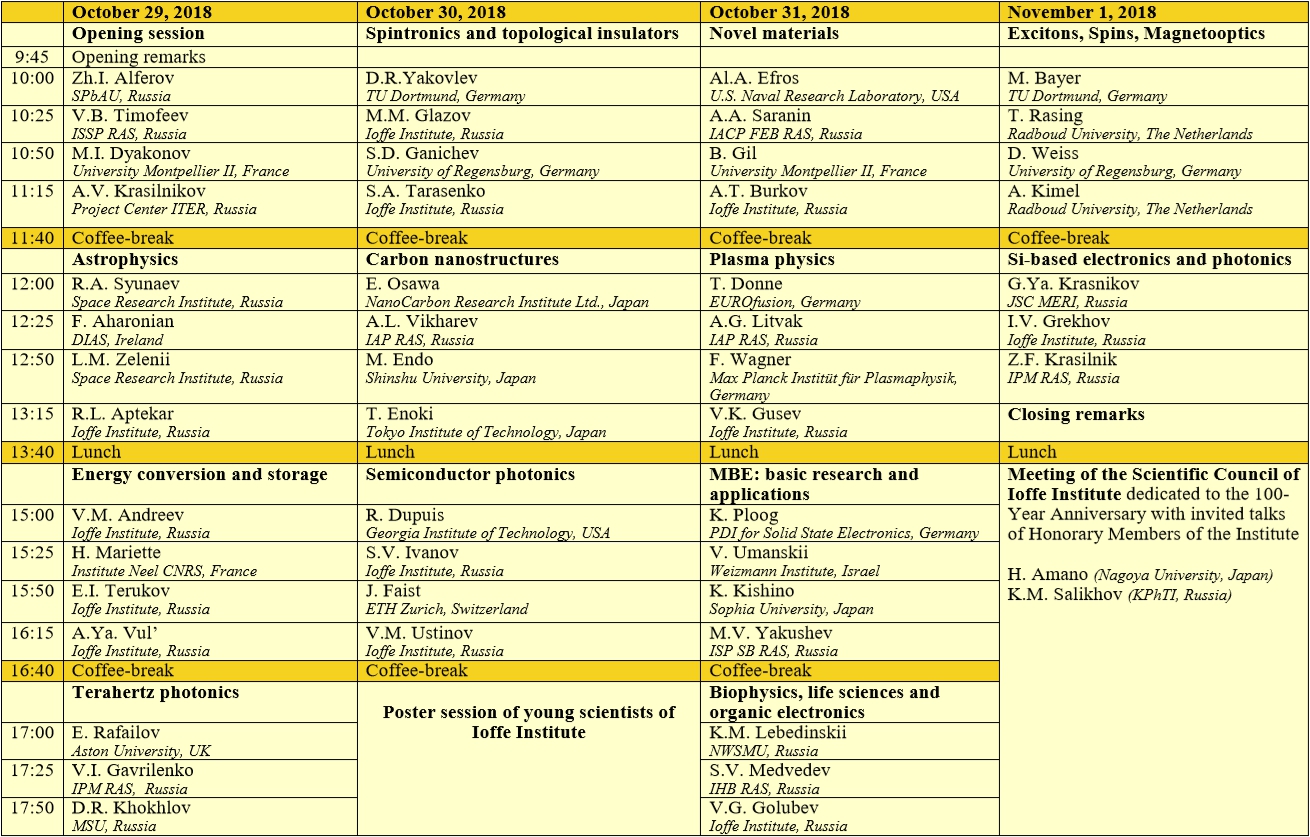 October 29, 2018 October 30, 2018 October 31, 2018 November 1, 2018
Opening session Spintronics and topological insulators Novel materials Excitons, Spins, Magnetooptics
9:45 Opening remarks
10:00 Zh.I. Alferov D.R.Yakovlev Al.A. Efros M. Bayer
SPbAU, Russia TU Dortmund, Germany U.S. Naval Research Laboratory, USA TU Dortmund, Germany
10:25 V.B. Timofeev M.M. Glazov A.A. Saranin T. Rasing
ISSP RAS, Russia Ioffe Institute, Russia IACP FEB RAS, Russia Radboud University, The Netherlands
10:50 M.I. Dyakonov S.D. Ganichev B. Gil D. Weiss
University Montpellier II, France University of Regensburg, Germany University Montpellier II, France University of Regensburg, Germany
11:15 A.V. Krasilnikov S.A. Tarasenko A.T. Burkov A. Kimel
Project Center ITER, Russia Ioffe Institute, Russia Ioffe Institute, Russia Radboud University, The Netherlands
11:40 Coffee-break Coffee-break Coffee-break Coffee-break
Astrophysics Carbon nanostructures Plasma physics Si-based electronics and photonics
12:00 R.A. Syunaev E. Osawa T. Donne G.Ya. Krasnikov
Space Research Institute, Russia NanoCarbon Research Institute Ltd., Japan EUROfusion, Germany JSC MERI, Russia
12:25 F. Aharonian A.L. Vikharev A.G. Litvak I.V. Grekhov
DIAS, Ireland IAP RAS, Russia IAP RAS, Russia Ioffe Institute, Russia
12:50 L.M. Zelenii M. Endo F. Wagner Z.F. Krasilnik
Space Research Institute, Russia Shinshu University, Japan Max Planck Institüt für Plasmaphysik, IPM RAS, Russia
Germany
13:15 R.L. Aptekar T. Enoki V.K. Gusev Closing remarks
Ioffe Institute, Russia Tokyo Institute of Technology, Japan Ioffe Institute, Russia
13:40 Lunch Lunch Lunch Lunch
Energy conversion and storage Semiconductor photonics MBE: basic research and Meeting of the Scientific Council of
applications Ioffe Institute dedicated to the 100-
15:00 V.M. Andreev R. Dupuis K. Ploog Year Anniversary with invited talks
Ioffe Institute, Russia Georgia Institute of Technology, USA PDI for Solid State Electronics, Germany of Honorary Members of the Institute
15:25 H. Mariette S.V. Ivanov V. Umanskii
Institute Neel CNRS, France Ioffe Institute, Russia Weizmann Institute, Israel H. Amano (Nagoya University, Japan)
15:50 E.I. Terukov J. Faist K. Kishino K.M. Salikhov (KPhTI, Russia)
Ioffe Institute, Russia ETH Zurich, Switzerland Sophia University, Japan
16:15 A.Ya. Vul’ V.M. Ustinov M.V. Yakushev
Ioffe Institute, Russia Ioffe Institute, Russia ISP SB RAS, Russia
16:40 Coffee-break Coffee-break Coffee-break
Terahertz photonics Biophysics, life sciences and
Poster session of young scientists of organic electronics
17:00 E. Rafailov Ioffe Institute K.M. Lebedinskii
Aston University, UK NWSMU, Russia
17:25 V.I. Gavrilenko S.V. Medvedev
IPM RAS, Russia IHB RAS, Russia
17:50 D.R. Khokhlov V.G. Golubev
MSU, Russia Ioffe Institute, Russia